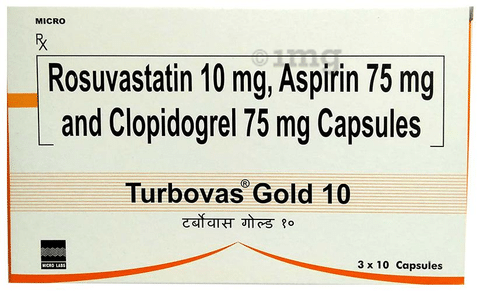 MICRO
Rx
1mg
Rosuvastatin 10 mg, Aspirin 75 mg
and Clopidogrel 75 mg Capsules
Turbovas® Gold 10
टर्बोवास गोल्ड १०
MICRO LABS
3 x 10 Capsules